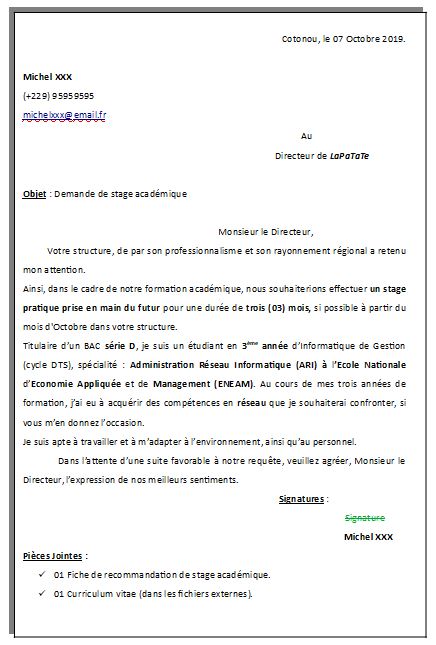 Cotonou, le 07 Octobre 2019.
Michel XXX
(+229) 95959595
michelxxx@email.fr
Au
Directeur de LaPaTaTe
Objet : Demande de stage académique
Monsieur le Directeur,
Votre structure, de par son professionnalisme et son rayonnement régional a retenu
mon attention.
Ainsi, dans le cadre de notre formation académique, nous souhaiterions effectuer un stage
pratique prise en main du futur pour une durée de trois (03) mois, si possible à partir du
mois d'Octobre dans votre structure.
Titulaire d'un BAC série D, je suis un étudiant en 3ème année d'Informatique de Gestion
(cycle DTS), spécialité : Administration Réseau Informatique (ARI) à l'Ecole Nationale
d'Economie Appliquée et de Management (ENEAM). Au cours de mes trois années de
formation, j'ai eu à acquérir des compétences en réseau que je souhaiterai confronter, si
vous m'en donnez l'occasion.
Je suis apte à travailler et à m'adapter à l'environnement, ainsi qu'au personnel.
Dans l'attente d'une suite favorable à notre requête, veuillez agréer, Monsieur le
Directeur, l'expression de nos meilleurs sentiments.
Signatures :
Signature
Michel XXX
Pièces Jointes :
✓ 01 Fiche de recommandation de stage académique.
✓ 01 Curriculum vitae (dans les fichiers externes).